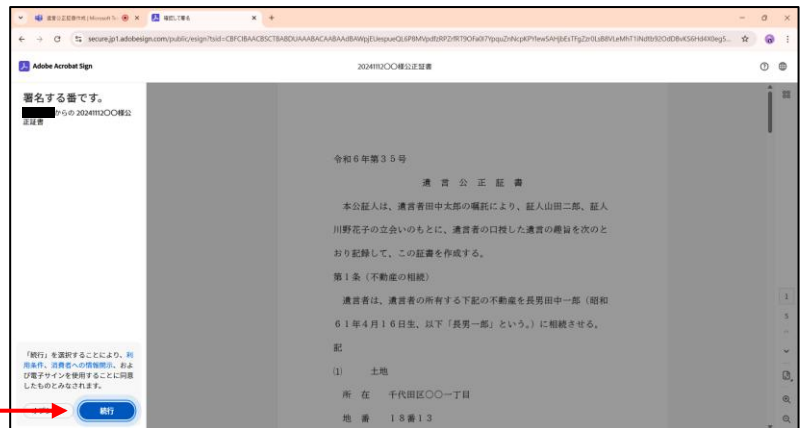 確認して署名
secure.jp1.adobesign.com/public/esign?tsid=
Adobe Acrobat Sign
20241112〇〇様公正証書
署名する番です。
からの 20241112〇〇様公
正証書
令和6年第35号
遺言公正証書
本公証人は、遺言者田中太郎の嘱託により、証人山田二郎、証人
川野花子の立会いのもとに、遺言者の口授した遺言の趣旨を次のと
おり記録して、この証書を作成する。
第1条（不動産の相続）
遺言者は、遺言者の所有する下記の不動産を長男田中一郎（昭和
61年4月16日生、以下「長男一郎」という。）に相続させる。
記
⑴ 土地
所 在 千代田区〇〇一丁目
地 番 18番13
1
5
「続行」を選択することにより、利
用条件、消費者への情報開示、およ
び電子サインを使用することに同意
したものとみなされます。
続行